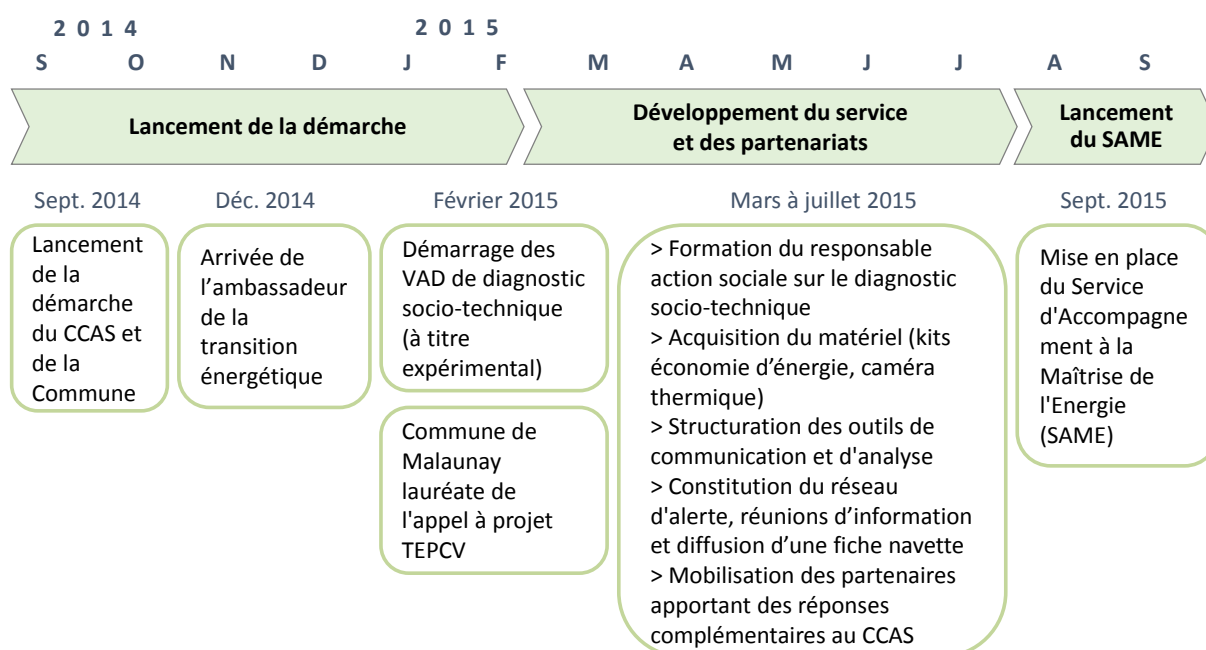 2 0 1 4
2 0 1 5
S O N D J F M A M J J A S
Lancement de la démarche
Développement du service
et des partenariats
Lancement
du SAME
Sept. 2014
Lancement
de la
démarche
du CCAS et
de la
Commune
Déc. 2014
Arrivée de
l’ambassadeur
de la
transition
énergétique
Février 2015
Démarrage des
VAD de diagnostic
socio-technique
(à titre
expérimental)
Commune de
Malaunay
lauréate de
l'appel à projet
TEPCV
Mars à juillet 2015
> Formation du responsable
action sociale sur le diagnostic
socio-technique
> Acquisition du matériel (kits
économie d’énergie, caméra
thermique)
> Structuration des outils de
communication et d'analyse
> Constitution du réseau
d'alerte, réunions d’information
et diffusion d’une fiche navette
> Mobilisation des partenaires
apportant des réponses
complémentaires au CCAS
Sept. 2015
Mise en place
du Service
d'Accompagne
ment à la
Maîtrise de
l'Energie
(SAME)